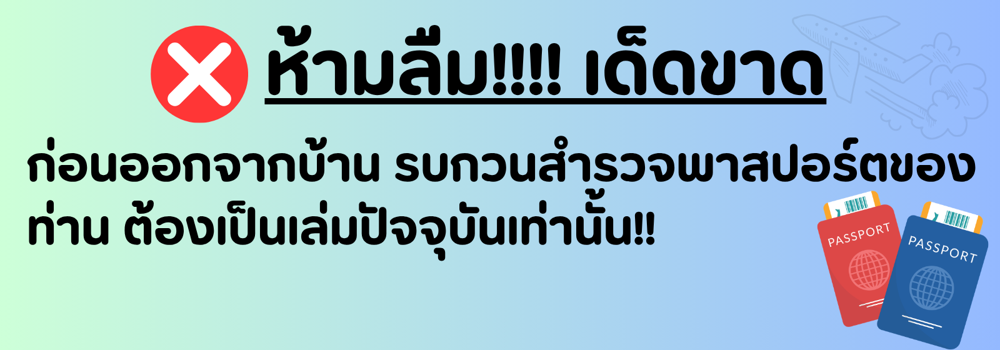 ห้ามลืม!!!! เด็ดขาด
ก่อนออกจากบ้าน รบกวนสำรวจพาสปอร์ตของ
ท่าน ต้องเป็นเล่มปัจจุบันเท่านั้น!!
PASSPORT
PASSPORT